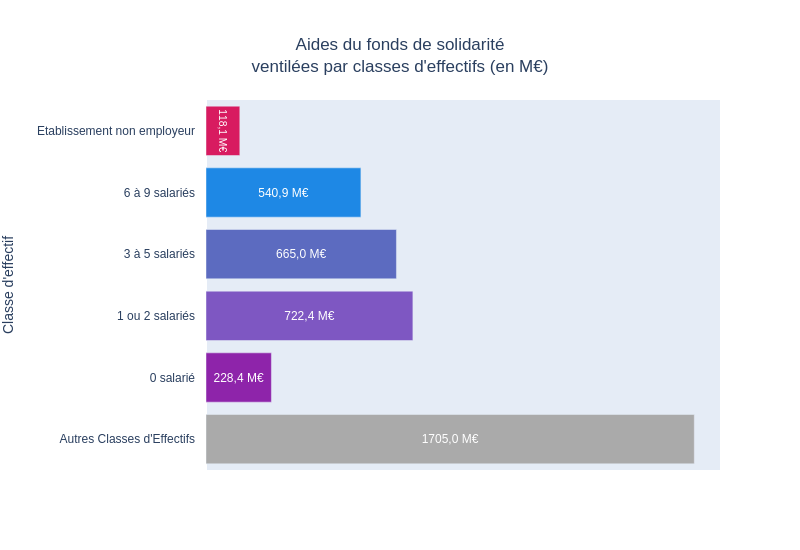 Aides du fonds de solidarité
ventilées par classes d'effectifs (en M€)
Classe d'effectif
Etablissement non employeur
118,1 M€
6 à 9 salariés
540,9 M€
3 à 5 salariés
665,0 M€
1 ou 2 salariés
722,4 M€
0 salarié
228,4 M€
Autres Classes d'Effectifs
1705,0 M€